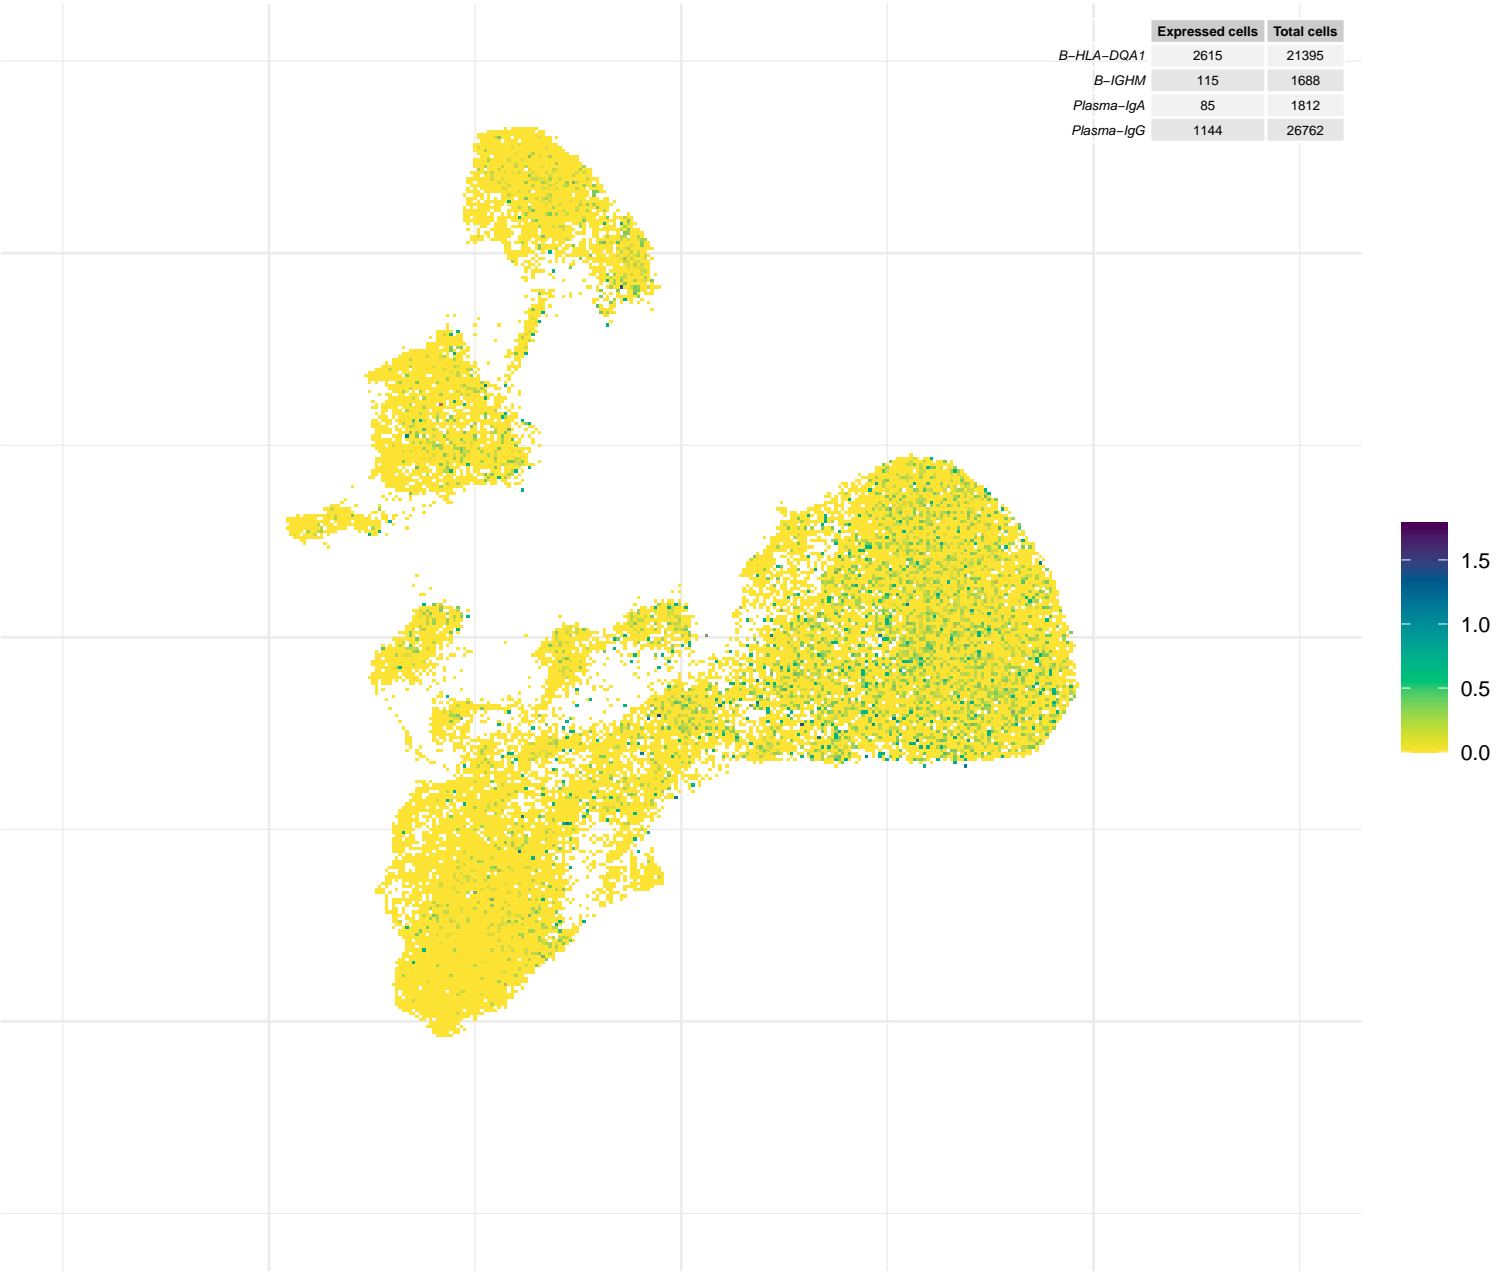 Expressed cells Total cells
B−HLA−DQA1 2615 21395
B−IGHM 115 1688
Plasma−IgA 85 1812
Plasma−IgG 1144 26762
1.5
1.0
0.5
0.0